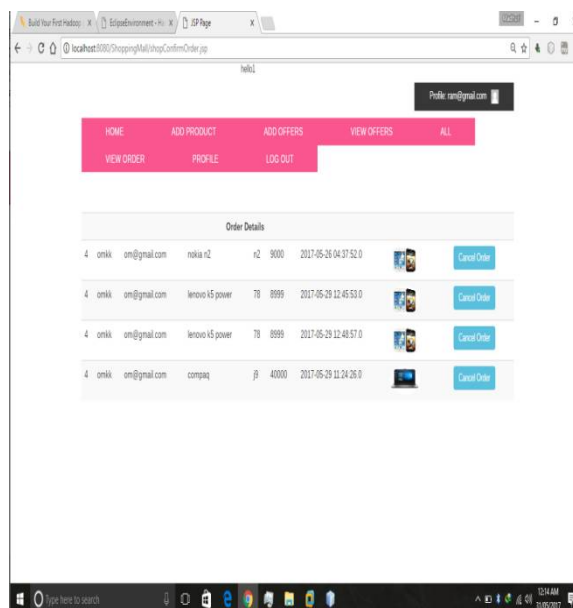 Build Your First Hadoop x EclipseEnvironment - Ha x JSP Page x
localhost:8080/ShoppingMall/shopConfirmOrder.jsp
hello1
Profile: ram@gmail.com
HOME ADD PRODUCT ADD OFFERS VIEW OFFERS ALL
VIEW ORDER PROFILE LOG OUT
Order Details
4 omkk om@gmail.com nokia n2 n2 9000 2017-05-26 04:37:52.0 Cancel Order
4 omkk om@gmail.com lenovo k5 power 78 8999 2017-05-29 12:45:53.0 Cancel Order
4 omkk om@gmail.com lenovo k5 power 78 8999 2017-05-29 12:48:57.0 Cancel Order
4 omkk om@gmail.com compaq j9 40000 2017-05-29 11:24:26.0 Cancel Order
Type here to search 12:14 AM
31/05/2017